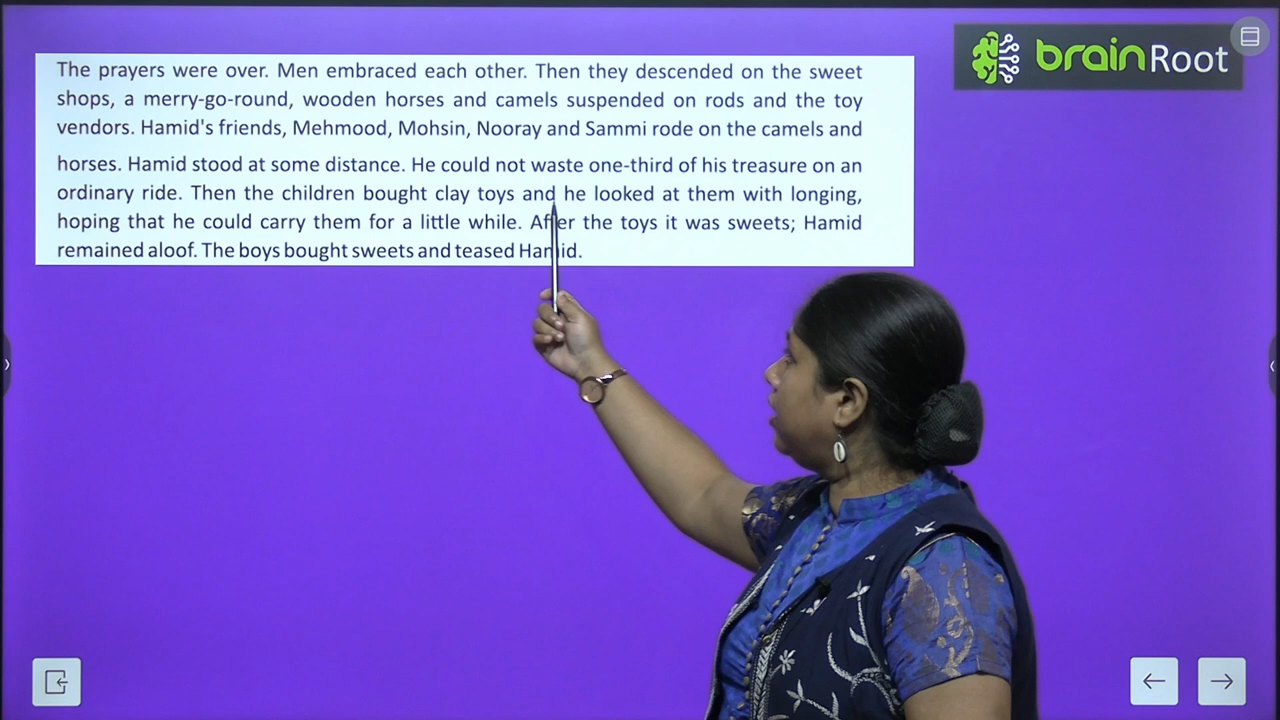 brainRoot
The prayers were over. Men embraced each other. Then they descended on the sweet
shops, a merry-go-round, wooden horses and camels suspended on rods and the toy
vendors. Hamid's friends, Mehmood, Mohsin, Nooray and Sammi rode on the camels and
horses. Hamid stood at some distance. He could not waste one-third of his treasure on an
ordinary ride. Then the children bought clay toys and he looked at them with longing,
hoping that he could carry them for a little while. After the toys it was sweets; Hamid
remained aloof. The boys bought sweets and teased Hamid.